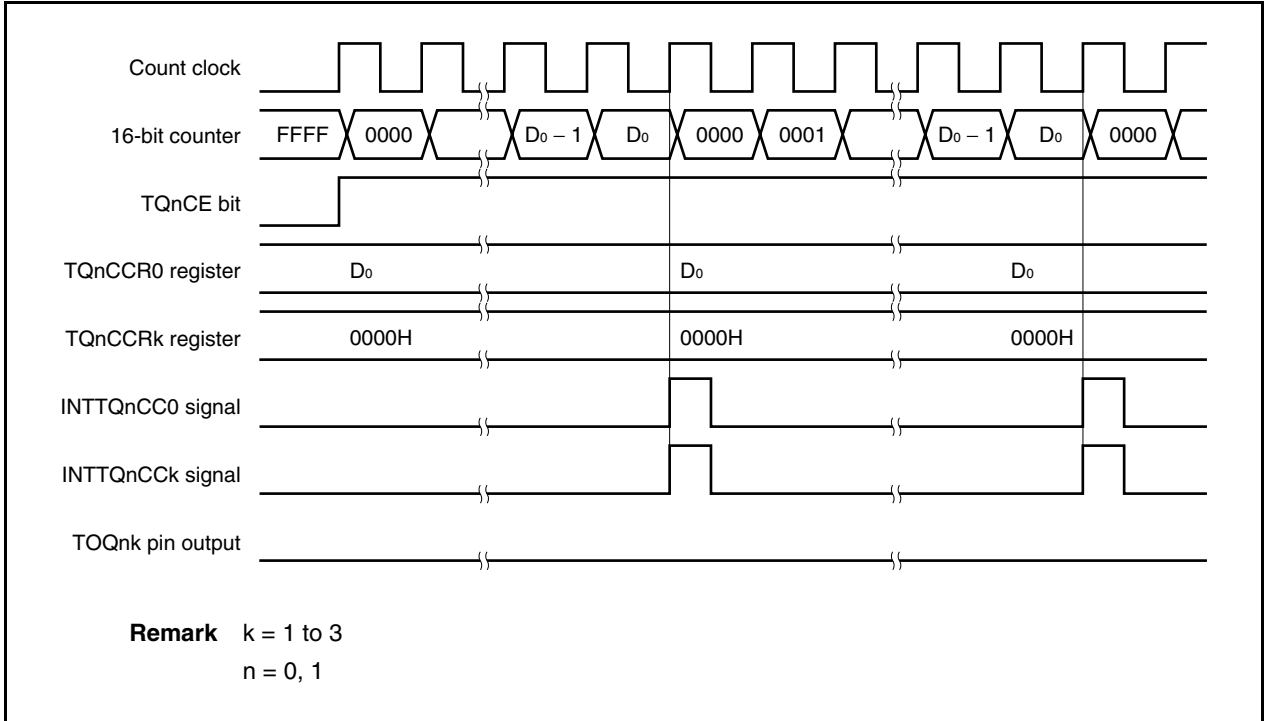 Count clock
16-bit counter FFFF 0000 D₀ – 1 D₀ 0000 0001 D₀ – 1 D₀ 0000
TQnCE bit
TQnCCR0 register D₀ D₀ D₀
TQnCCRk register 0000H 0000H 0000H
INTTQnCC0 signal
INTTQnCCk signal
TOQnk pin output
Remark k = 1 to 3
n = 0, 1